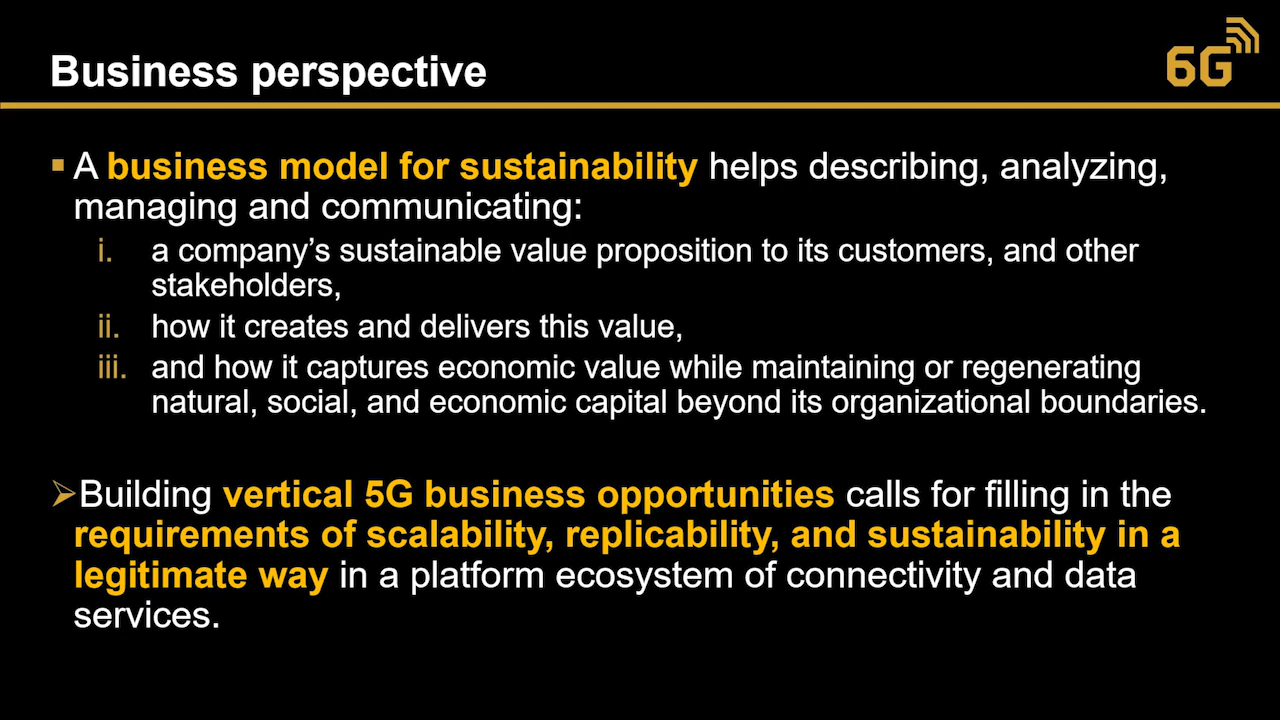 Business perspective
6G
▪ A business model for sustainability helps describing, analyzing,
managing and communicating:
i. a company's sustainable value proposition to its customers, and other
stakeholders,
ii. how it creates and delivers this value,
iii. and how it captures economic value while maintaining or regenerating
natural, social, and economic capital beyond its organizational boundaries.
➢Building vertical 5G business opportunities calls for filling in the
requirements of scalability, replicability, and sustainability in a
legitimate way in a platform ecosystem of connectivity and data
services.